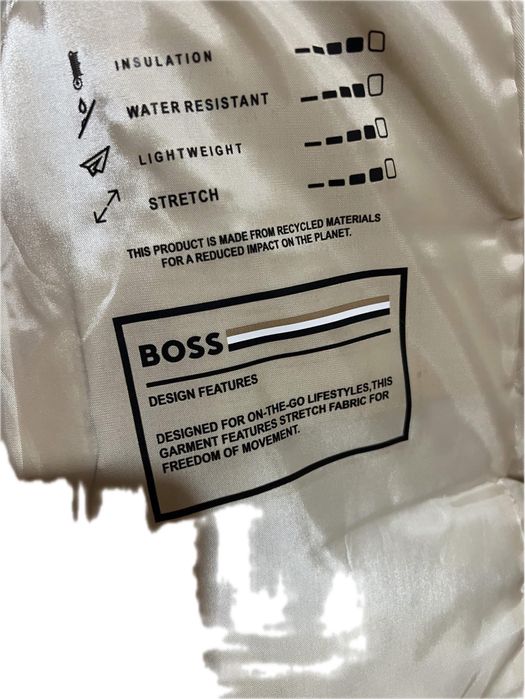 INSULATION
WATER RESISTANT
LIGHTWEIGHT
STRETCH
THIS PRODUCT IS MADE FROM RECYCLED MATERIALS
FOR A REDUCED IMPACT ON THE PLANET.
BOSS
DESIGN FEATURES
DESIGNED FOR ON-THE-GO LIFESTYLES,THIS
GARMENT FEATURES STRETCH FABRIC FOR
FREEDOM OF MOVEMENT.